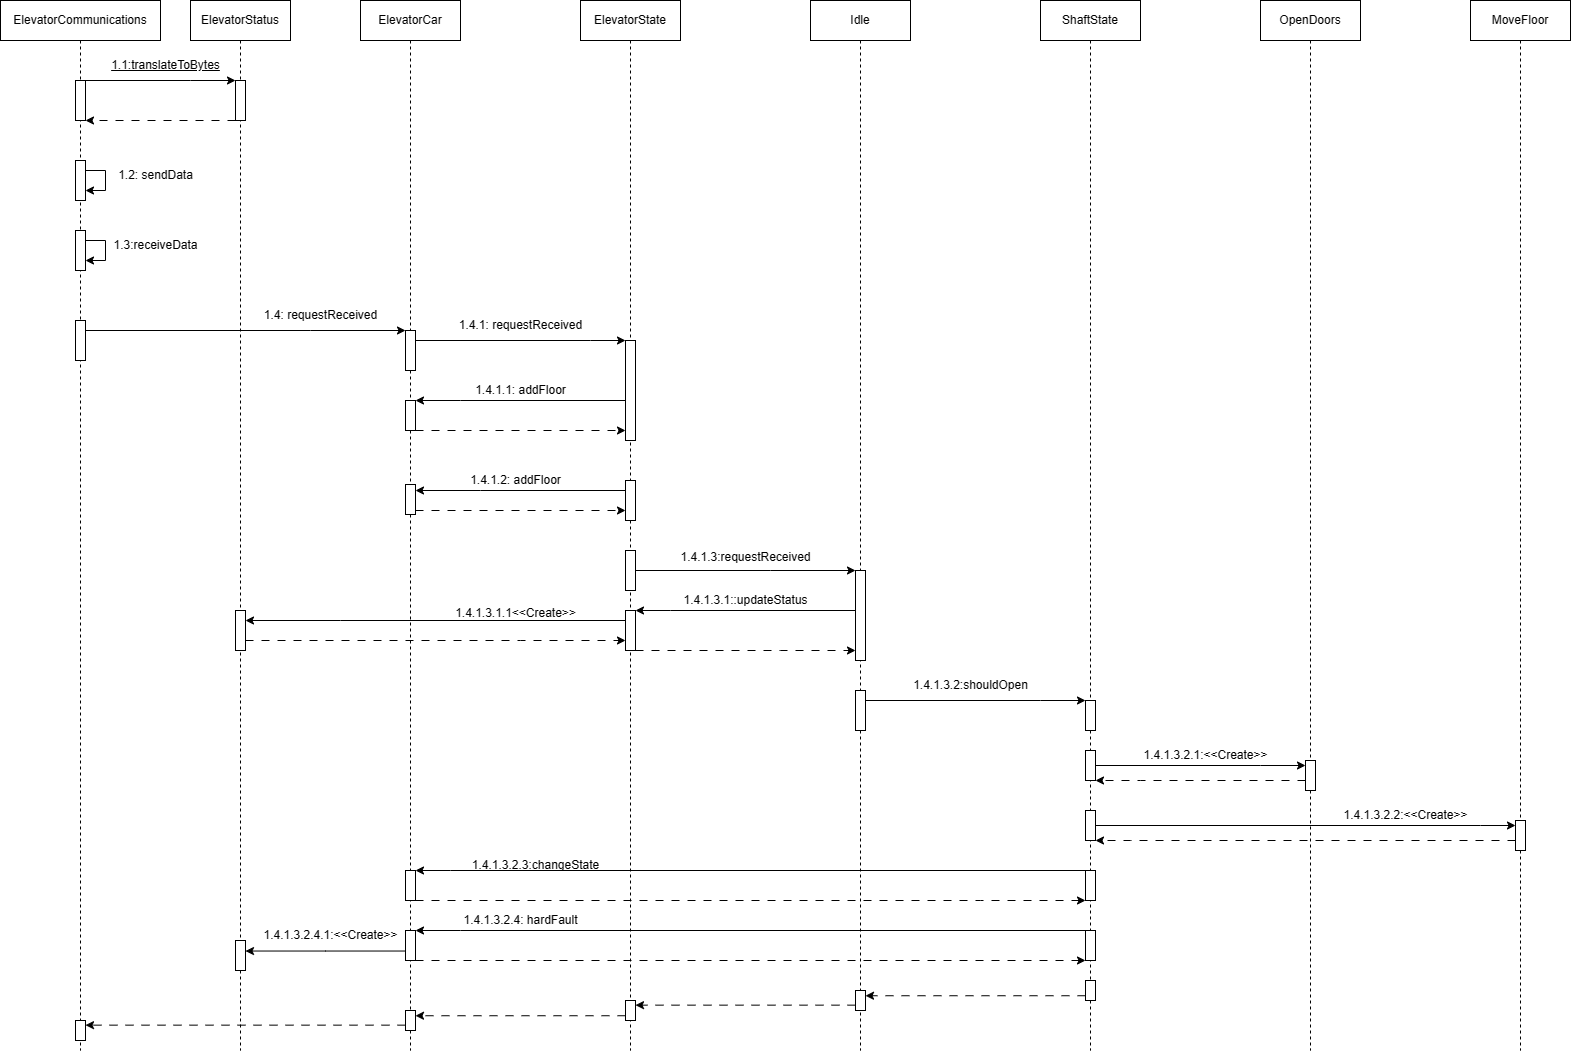 ElevatorCommunications
ElevatorStatus
ElevatorCar
ElevatorState
Idle
ShaftState
OpenDoors
MoveFloor
1.1:translateToBytes
1.2: sendData
1.3:receiveData
1.4: requestReceived
1.4.1: requestReceived
1.4.1.1: addFloor
1.4.1.2: addFloor
1.4.1.3:requestReceived
1.4.1.3.1::updateStatus
1.4.1.3.1.1<<Create>>
1.4.1.3.2:shouldOpen
1.4.1.3.2.1:<<Create>>
1.4.1.3.2.2:<<Create>>
1.4.1.3.2.3:changeState
1.4.1.3.2.4: hardFault
1.4.1.3.2.4.1:<<Create>>